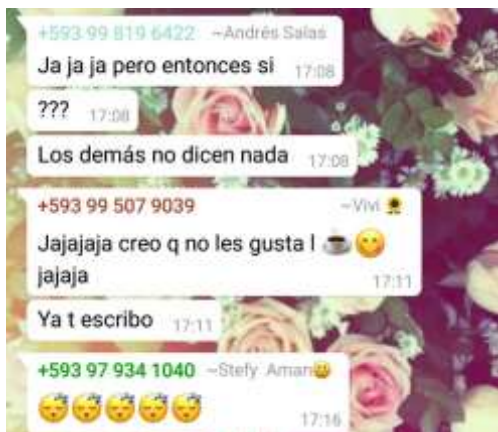 +593 99 819 6422 ~Andrés Salas
Ja ja ja pero entonces si 17:08
??? 17:08
Los demás no dicen nada 17:08
+593 99 507 9039 ~Vivi 🌻
Jajajaja creo q no les gusta l ☕😋
jajaja 17:11
Ya t escribo 17:11
+593 97 934 1040 ~Stefy Aman😀
😴😴😴😴😴 17:16